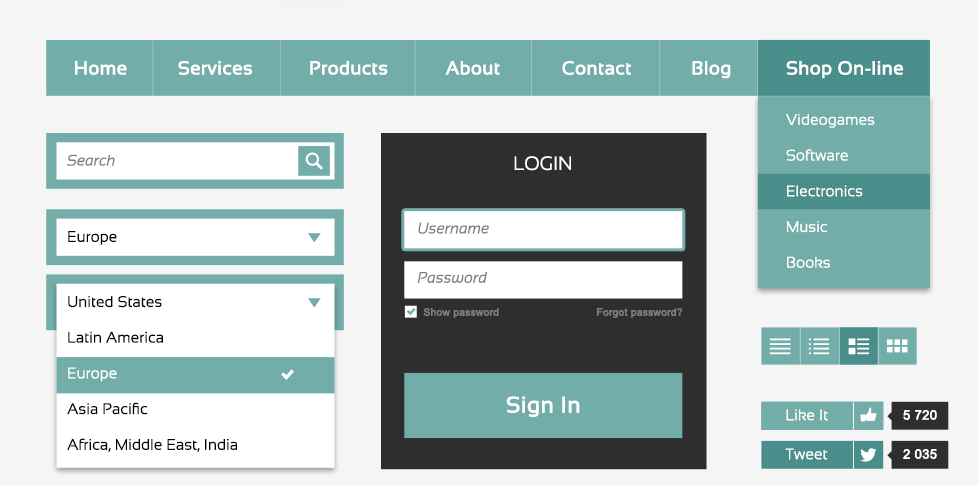 Home Services Products About Contact Blog Shop On-line
Videogames
Software
Electronics
Music
Books
Search
Europe
United States
Latin America
Europe
Asia Pacific
Africa, Middle East, India
LOGIN
Username
Password
Show password Forgot password?
Sign In
Like It 5 720
Tweet 2 035